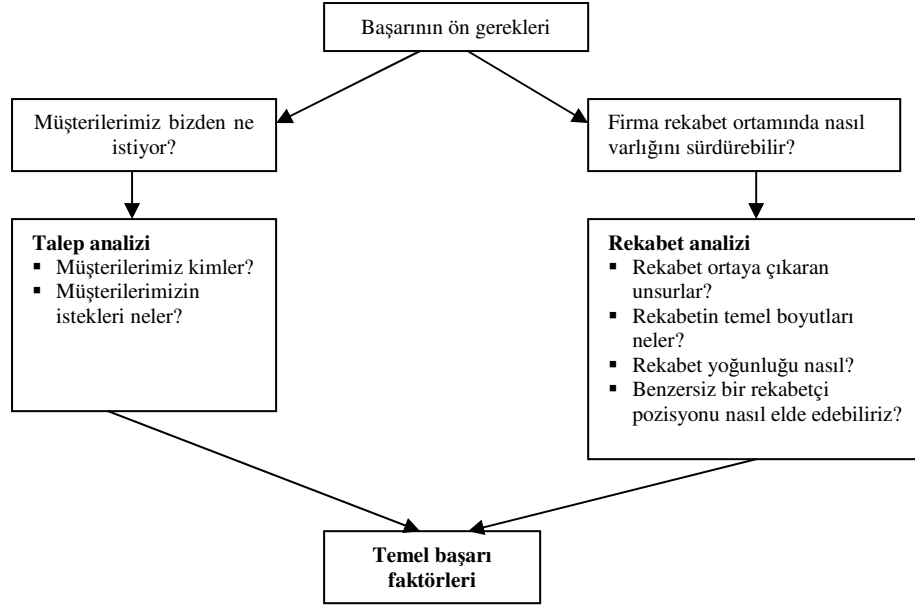 Başarının ön gerekleri
Müşterilerimiz bizden ne
istiyor?
Firma rekabet ortamında nasıl
varlığını sürdürebilir?
Talep analizi
▪ Müşterilerimiz kimler?
▪ Müşterilerimizin
istekleri neler?
Rekabet analizi
▪ Rekabet ortaya çıkaran
unsurlar?
▪ Rekabetin temel boyutları
neler?
▪ Rekabet yoğunluğu nasıl?
▪ Benzersiz bir rekabetçi
pozisyonu nasıl elde edebiliriz?
Temel başarı
faktörleri